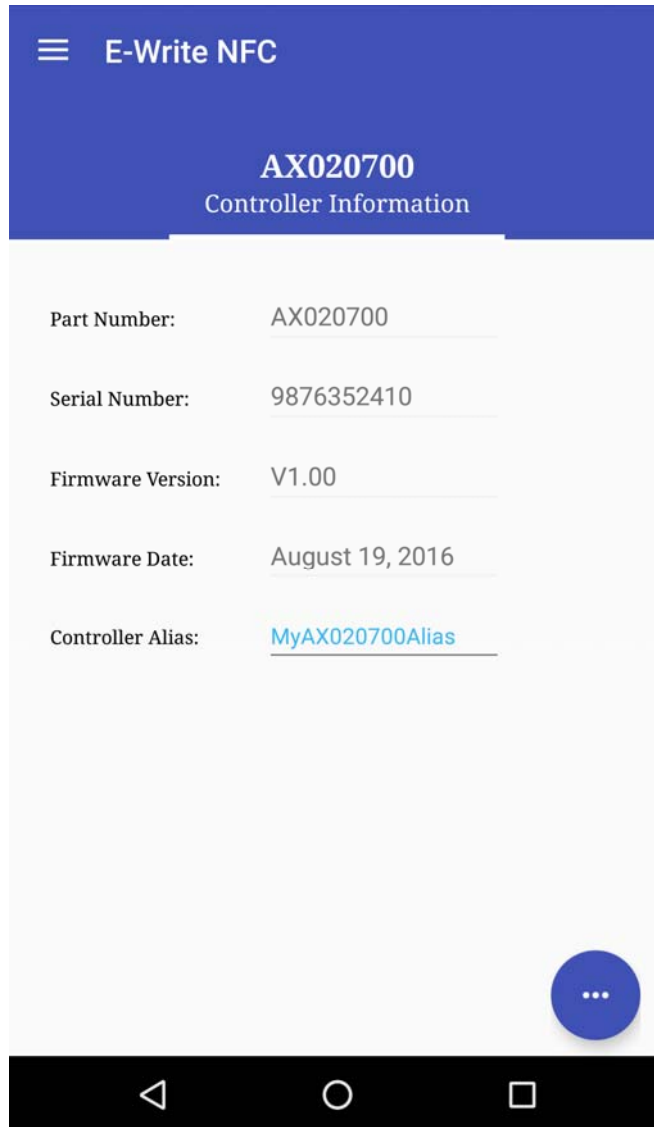 E-Write NFC
AX020700
Controller Information
Part Number: AX020700
Serial Number: 9876352410
Firmware Version: V1.00
Firmware Date: August 19, 2016
Controller Alias: MyAX020700Alias